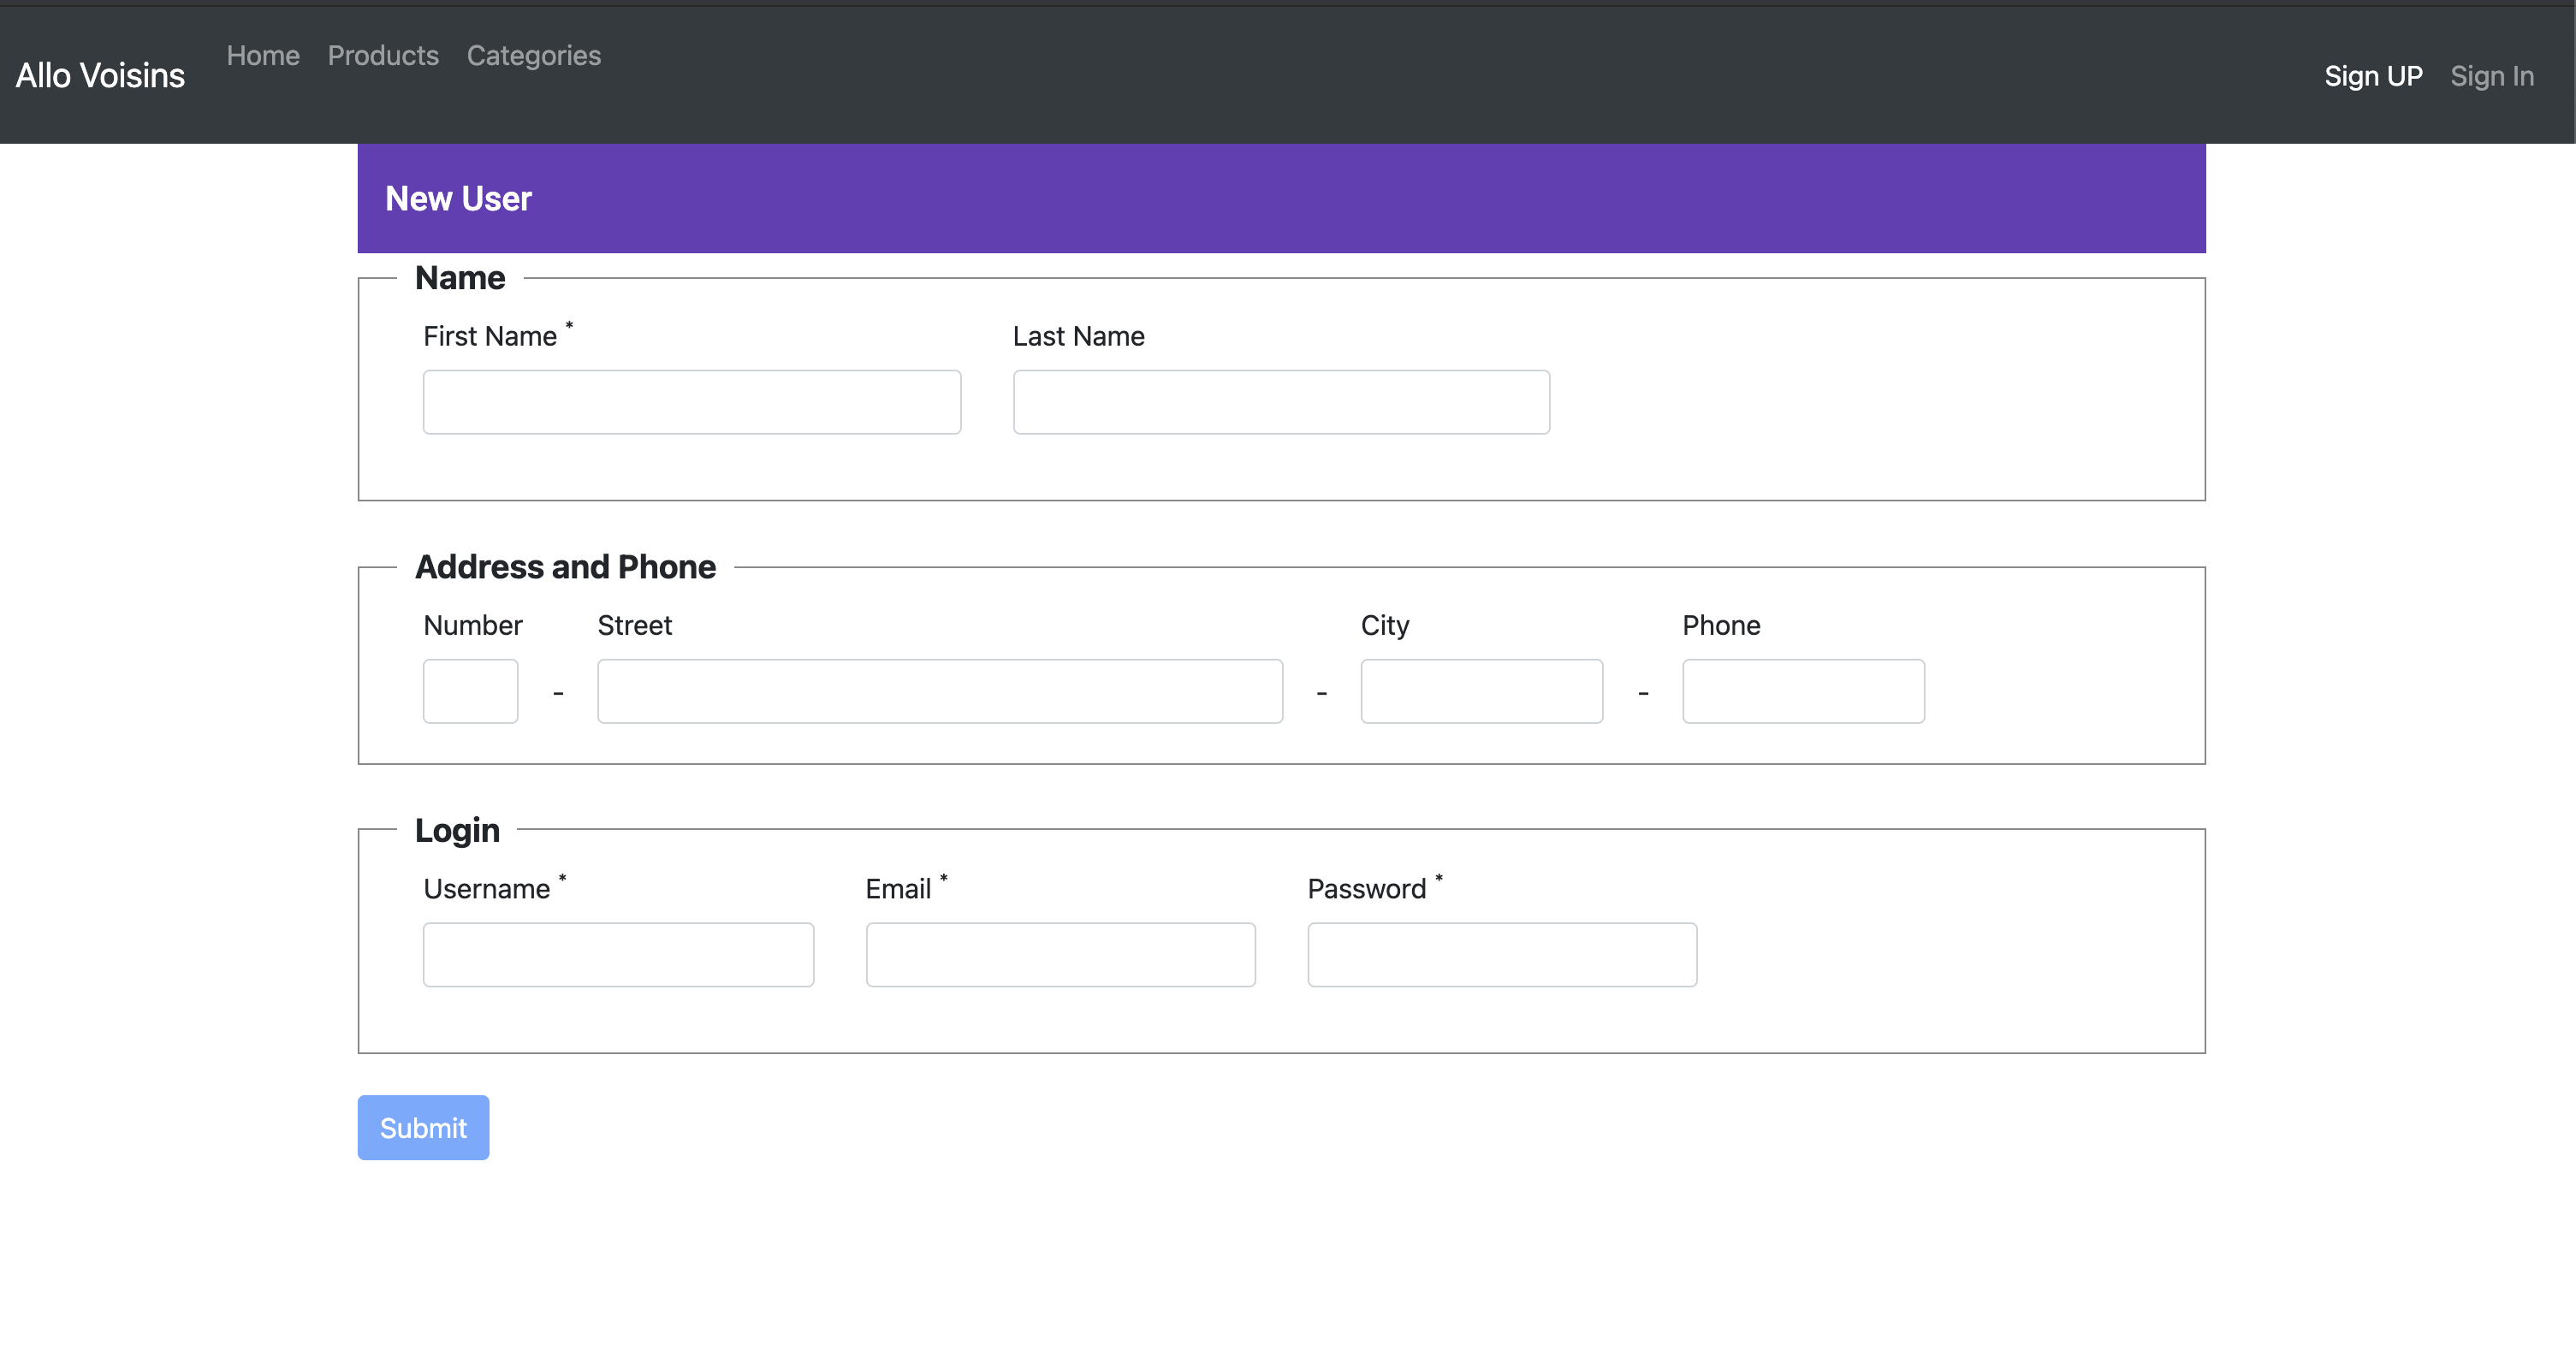 Allo Voisins Home Products Categories Sign UP Sign In
New User
Name
First Name * Last Name
Address and Phone
Number Street City Phone
- - -
Login
Username * Email * Password *
Submit